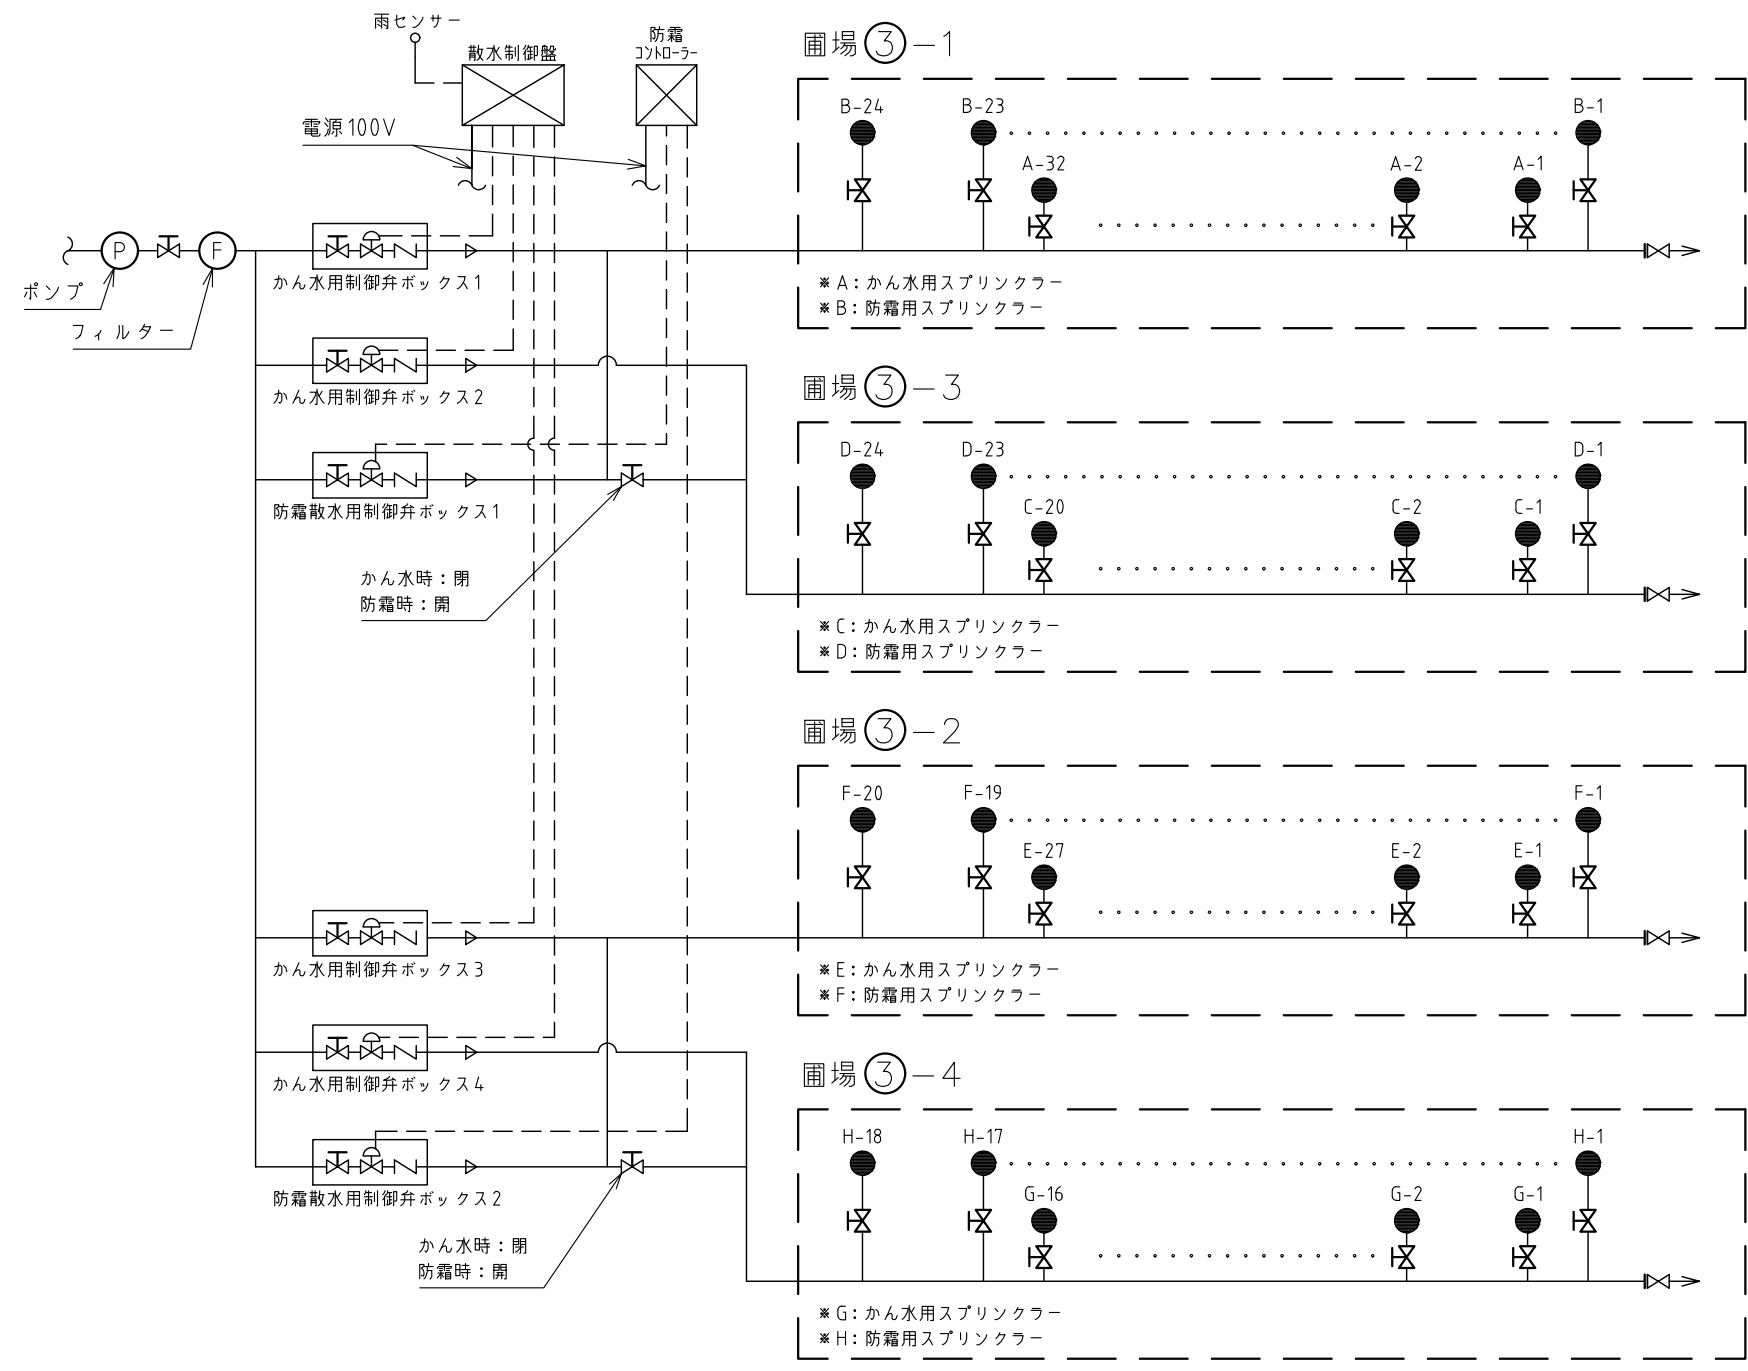 雨センサー
散水制御盤
防霜
コントローラー
電源100V
P
F
ポンプ
フィルター
かん水用制御弁ボックス1
かん水用制御弁ボックス2
防霜散水用制御弁ボックス1
かん水時：閉
防霜時：開
かん水用制御弁ボックス3
かん水用制御弁ボックス4
防霜散水用制御弁ボックス2
かん水時：閉
防霜時：開
圃場③－1
B-24 B-23 B-1
A-32 A-2 A-1
※A：かん水用スプリンクラー
※B：防霜用スプリンクラー
圃場③－3
D-24 D-23 D-1
C-20 C-2 C-1
※C：かん水用スプリンクラー
※D：防霜用スプリンクラー
圃場③－2
F-20 F-19 F-1
E-27 E-2 E-1
※E：かん水用スプリンクラー
※F：防霜用スプリンクラー
圃場③－4
H-18 H-17 H-1
G-16 G-2 G-1
※G：かん水用スプリンクラー
※H：防霜用スプリンクラー